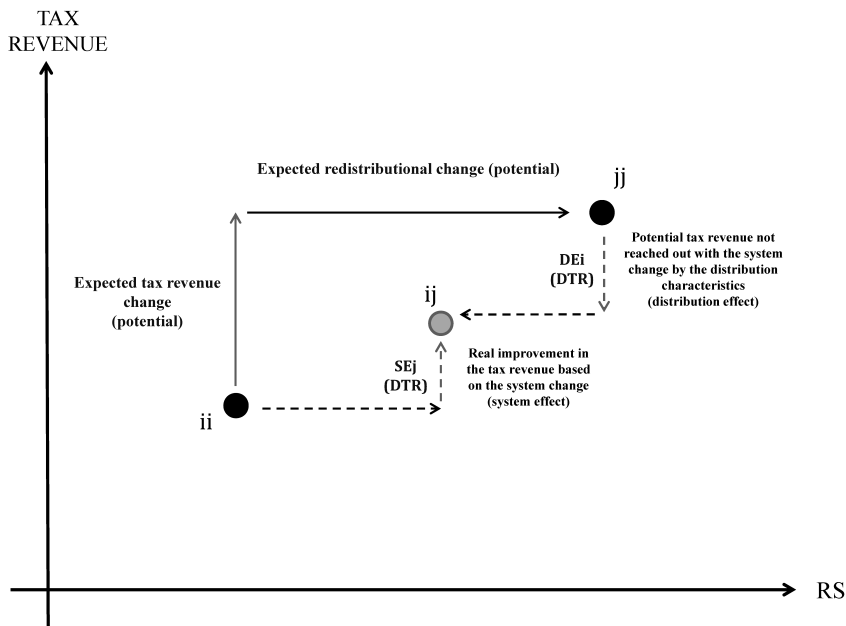 TAX
REVENUE
Expected redistributional change (potential)
jj
Expected tax revenue
change
(potential)
DEi
(DTR)
Potential tax revenue not
reached out with the system
change by the distribution
characteristics
(distribution effect)
ij
SEj
(DTR)
Real improvement in
the tax revenue based
on the system change
(system effect)
ii
RS